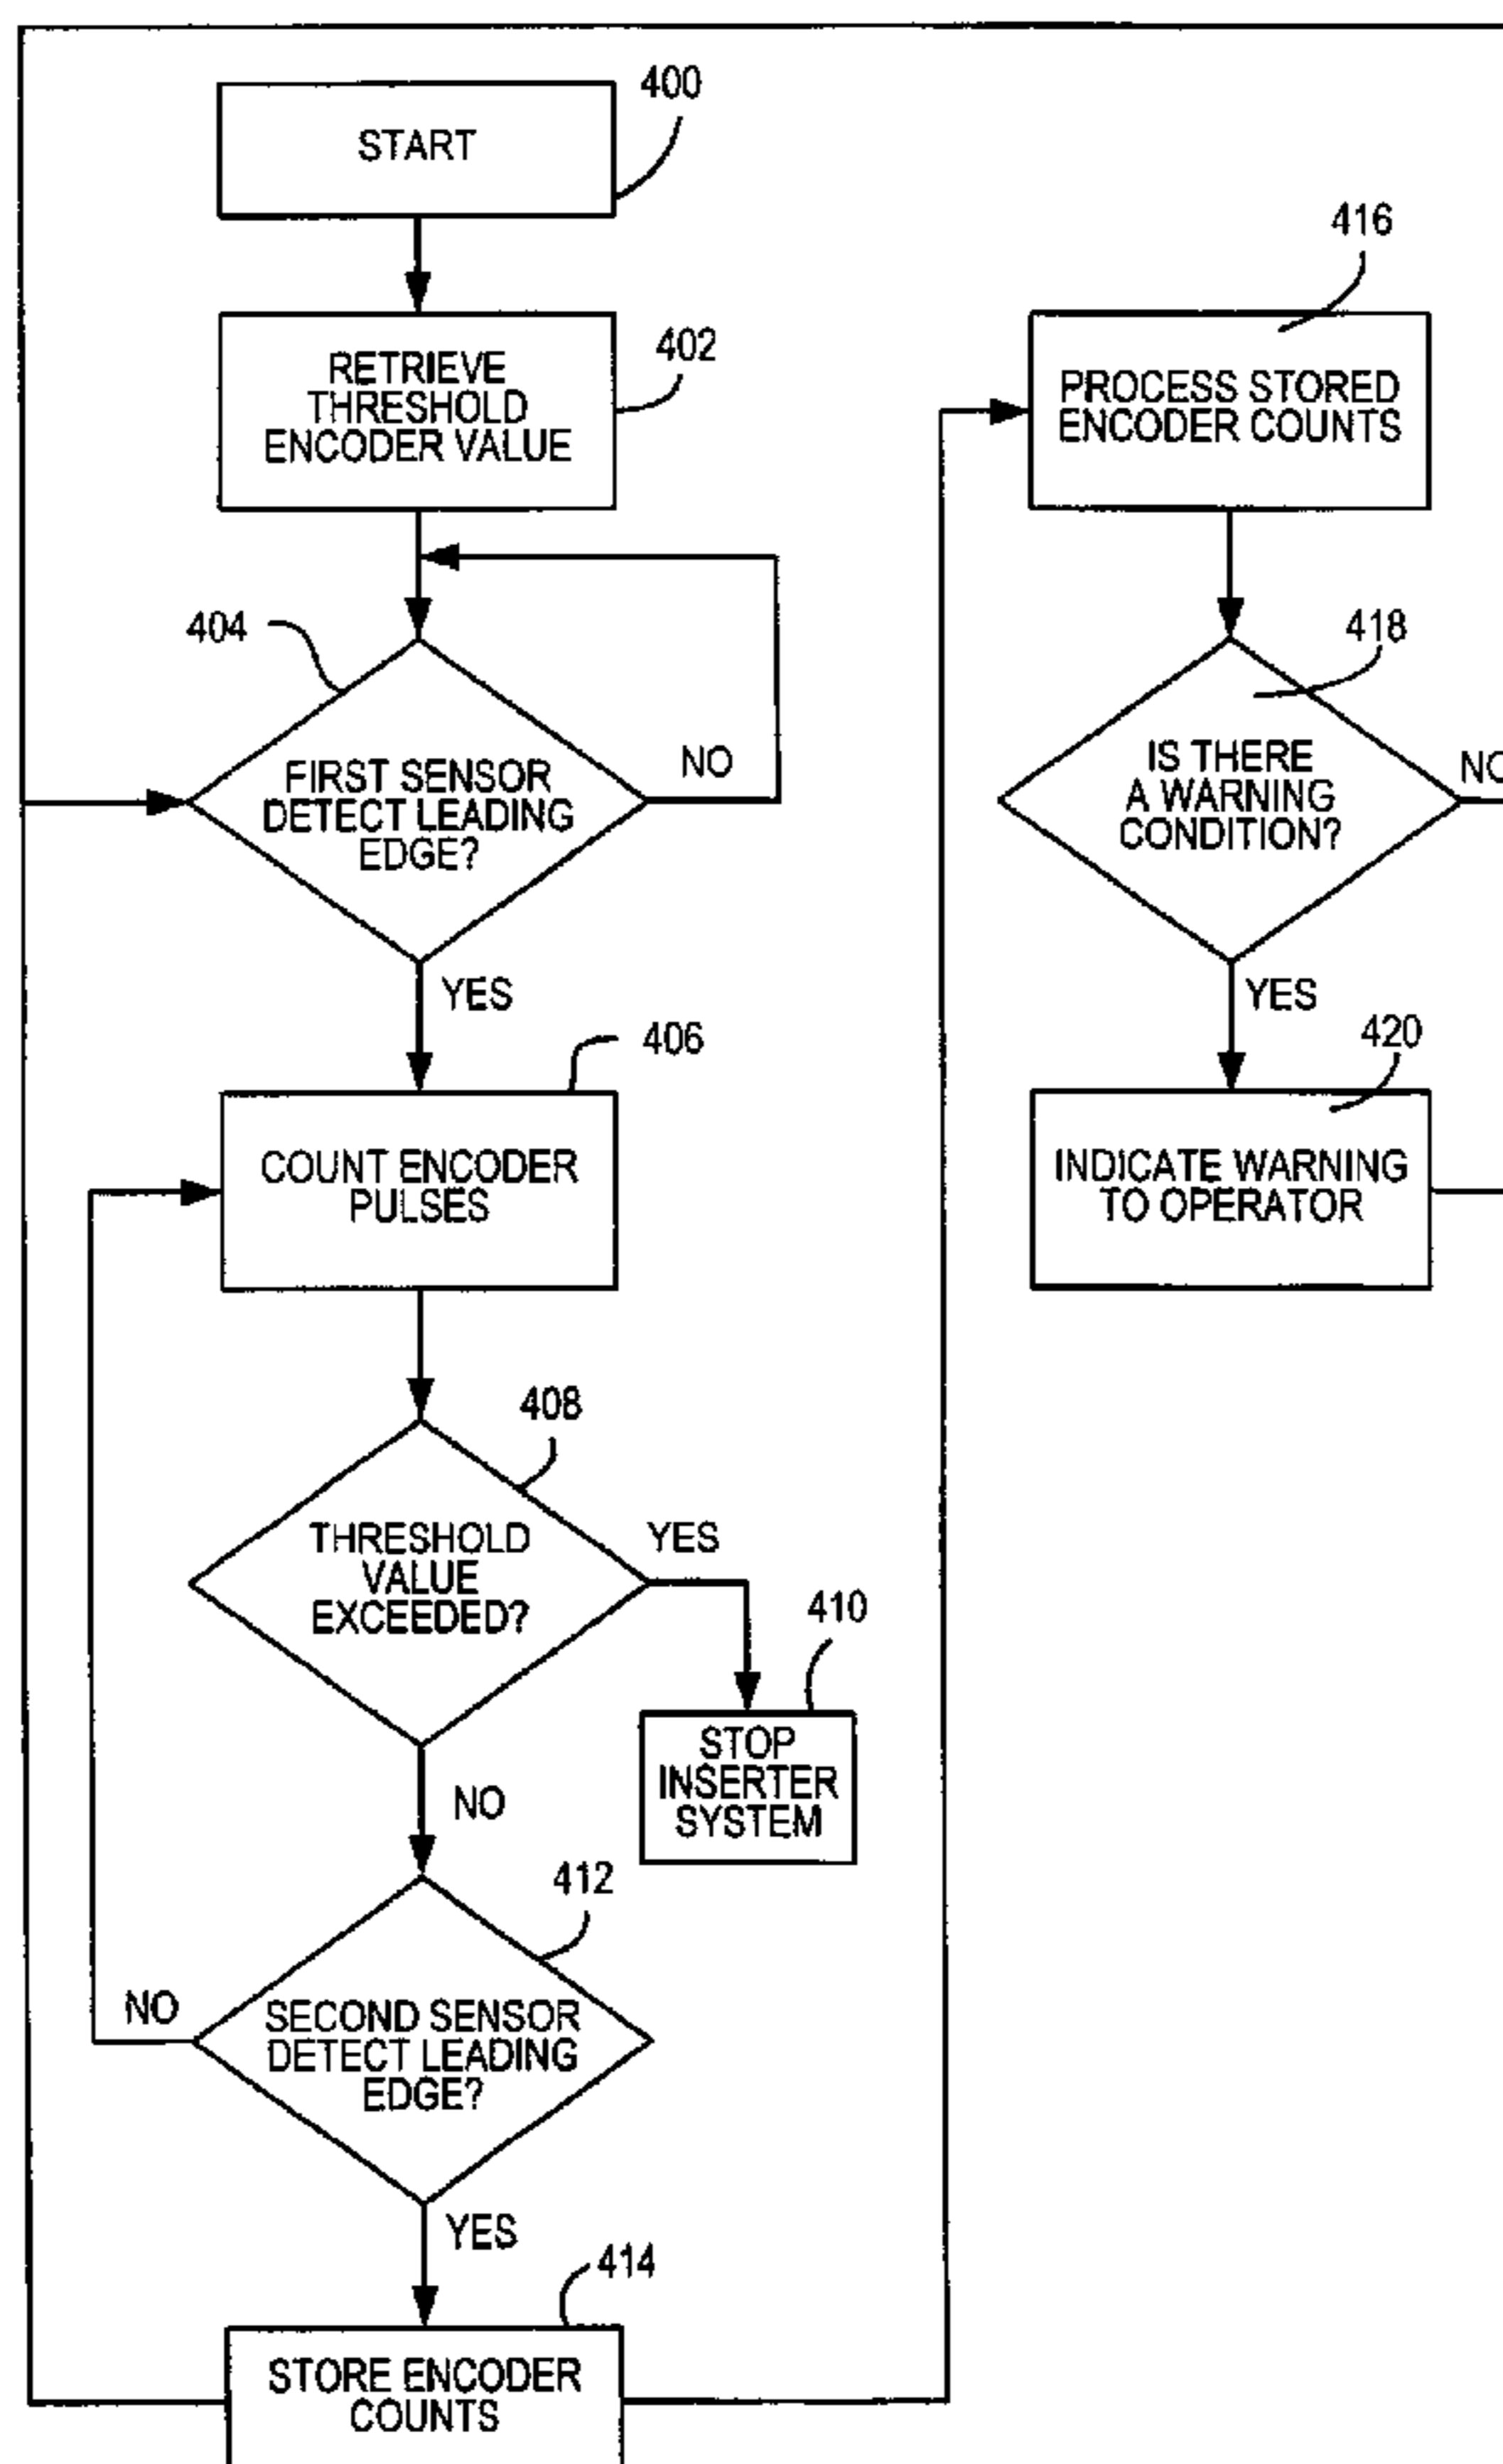 400
START
402
RETRIEVE
THRESHOLD
ENCODER VALUE
404
FIRST SENSOR
DETECT LEADING
EDGE?
NO
YES
406
COUNT ENCODER
PULSES
408
THRESHOLD
VALUE
EXCEEDED?
YES
410
STOP
INSERTER
SYSTEM
NO
412
SECOND SENSOR
DETECT LEADING
EDGE?
NO
YES
414
STORE ENCODER
COUNTS
416
PROCESS STORED
ENCODER COUNTS
418
IS THERE
A WARNING
CONDITION?
NO
YES
420
INDICATE WARNING
TO OPERATOR